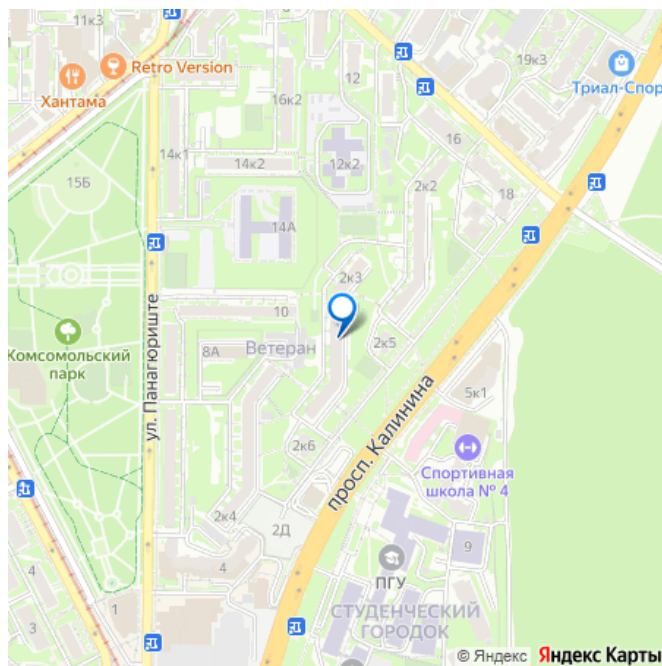 11к3
Retro Version
Хантама
12
16к2
19к3
Триал-Спор
16
14к1
14к2
12к2
15Б
2к2
18
14А
2к3
10
Комсомольский
парк
ул. Панагюриште
8А
Ветеран
2к5
5к1
просп. Калинина
2к6
Спортивная
школа № 4
2к4
2Д
9
4
4
ПГУ
СТУДЕНЧЕСКИЙ
ГОРОДОК
1
3
© Яндекс Яндекс Карты